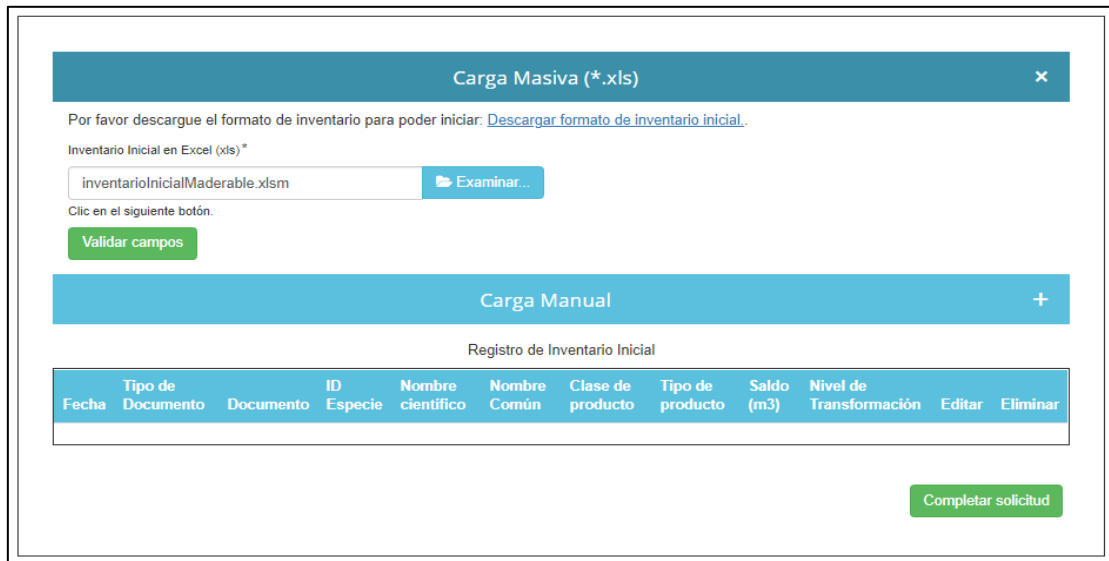 Carga Masiva (*.xls) ×
Por favor descargue el formato de inventario para poder iniciar: Descargar formato de inventario inicial..
Inventario Inicial en Excel (xls)*
inventarioInicialMaderable.xlsm Examinar...
Clic en el siguiente botón.
Validar campos
Carga Manual +
Registro de Inventario Inicial
Fecha Tipo de Documento Documento ID Especie Nombre científico Nombre Común Clase de producto Tipo de producto Saldo (m3) Nivel de Transformación Editar Eliminar
Completar solicitud